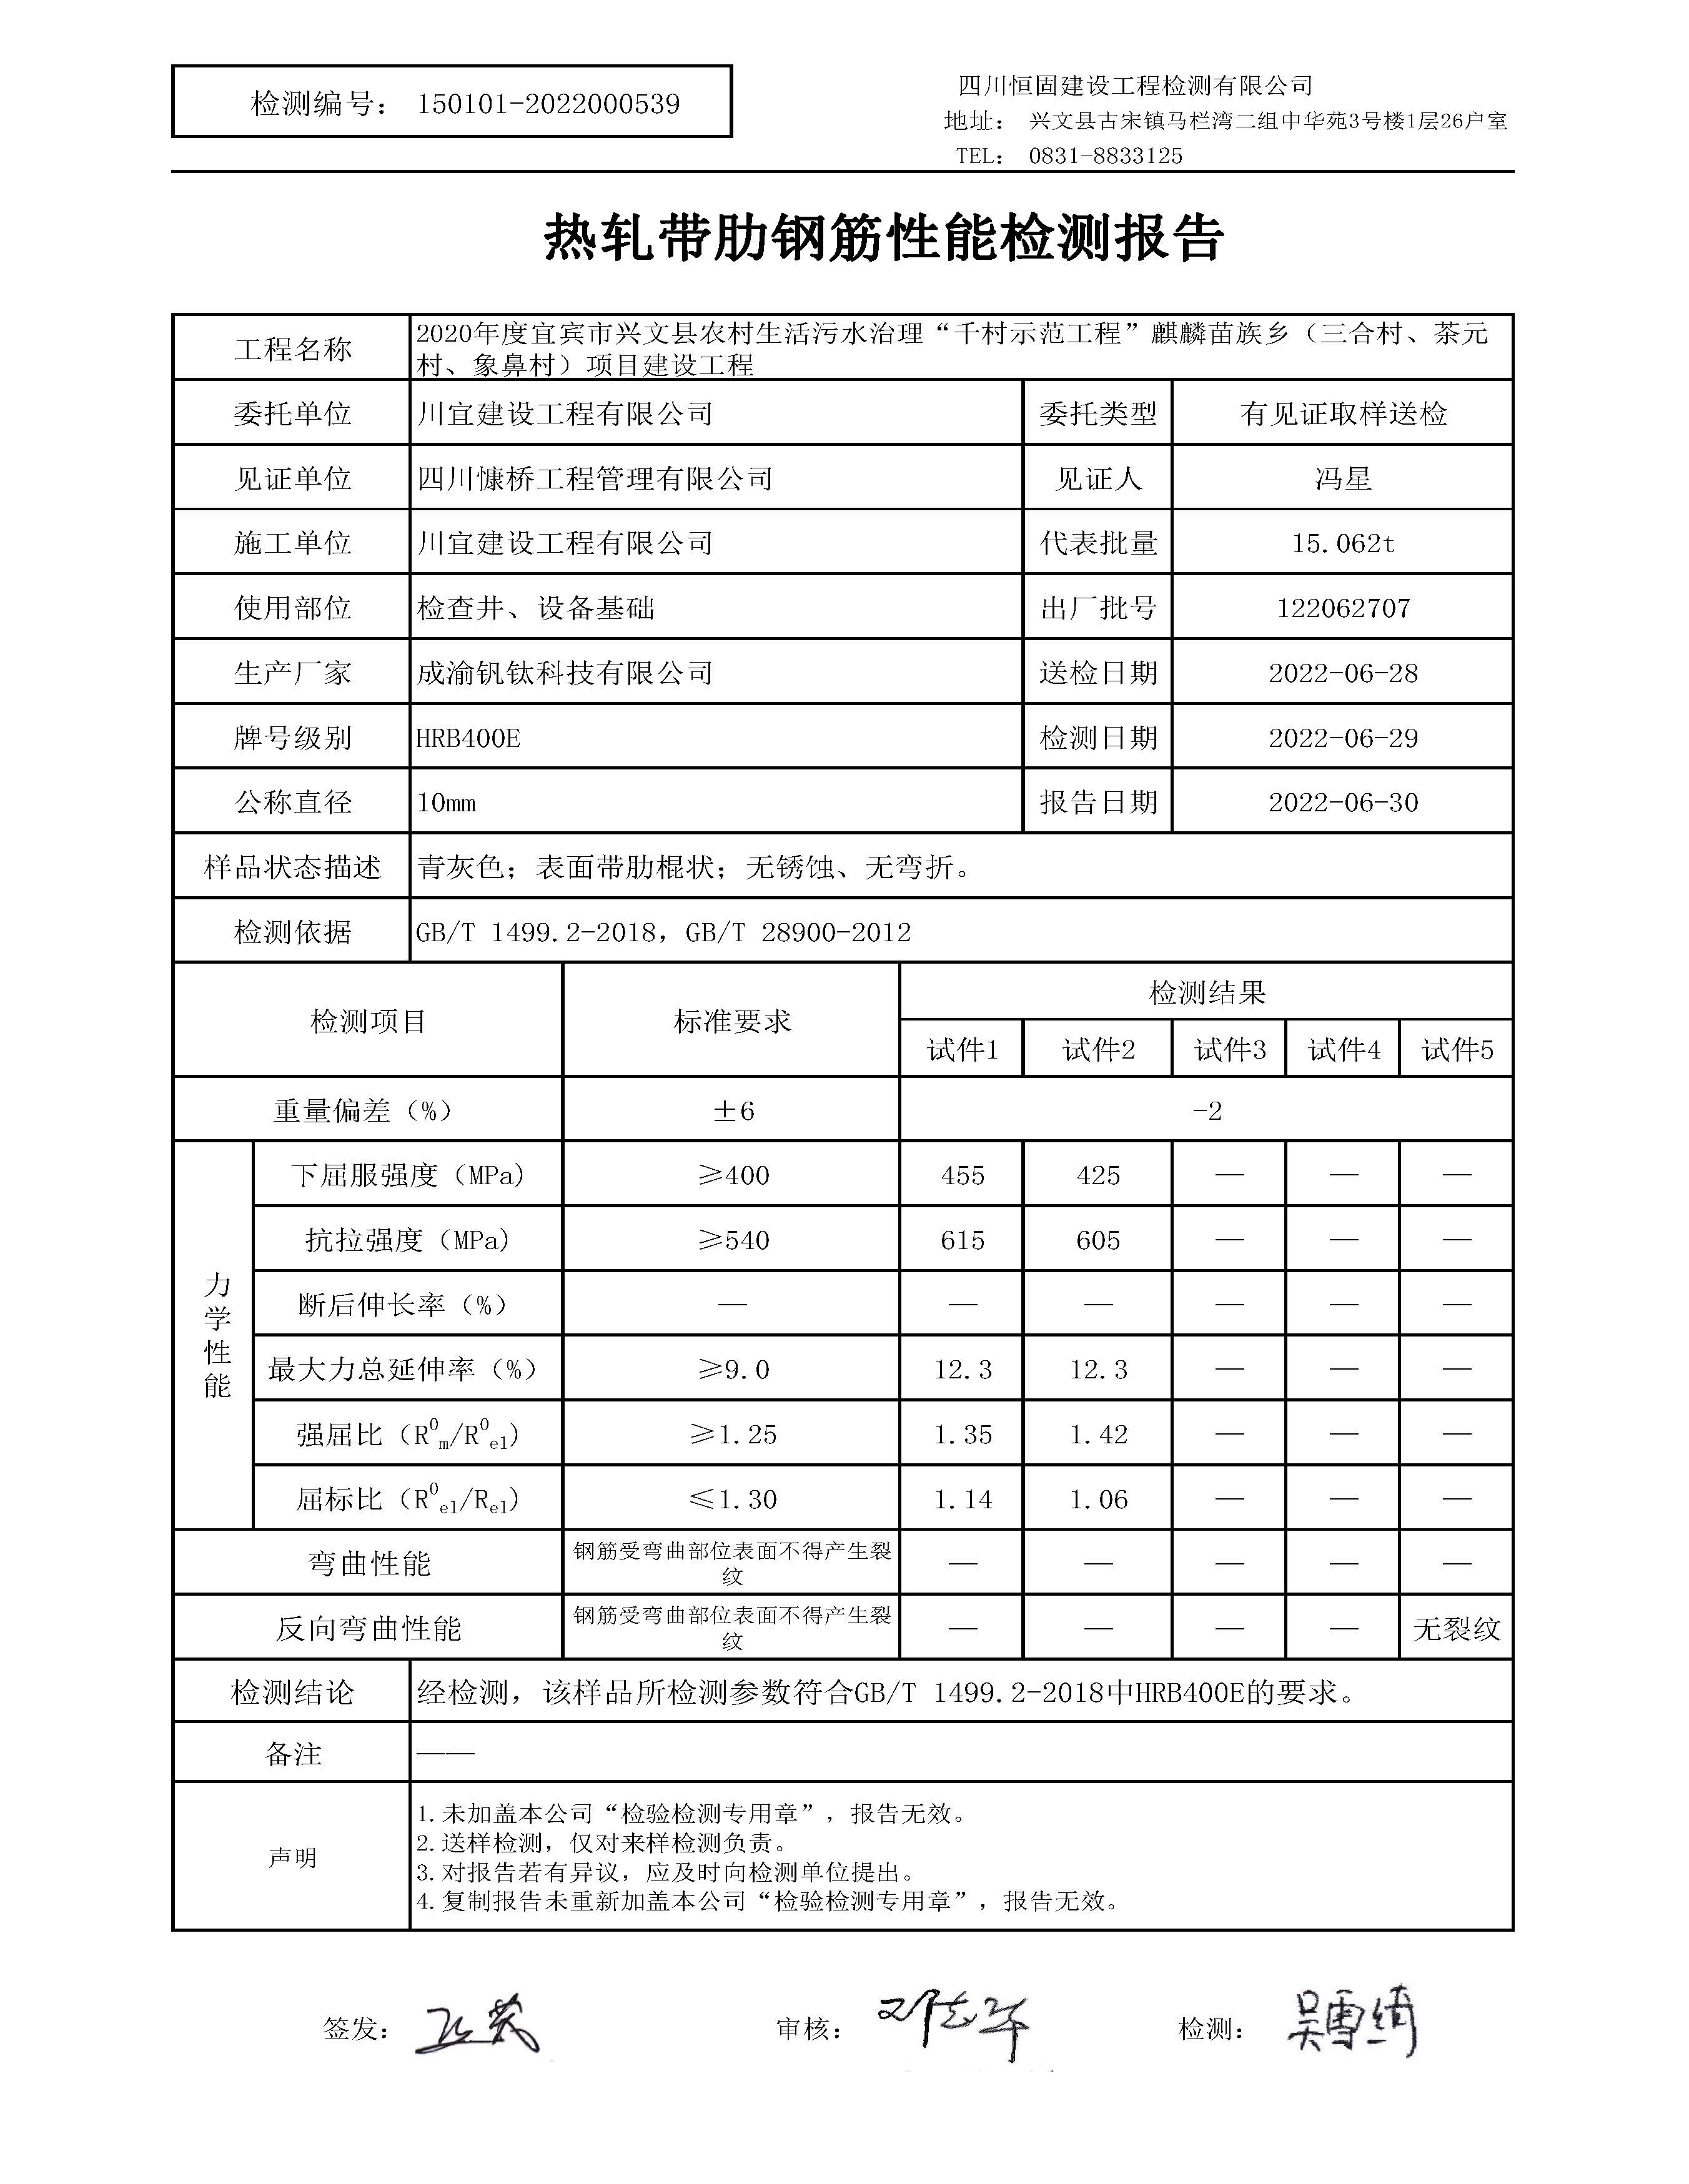 检测编号： 150101-2022000539
四川恒固建设工程检测有限公司
地址： 兴文县古宋镇马栏湾二组中华苑3号楼1层26户室
TEL： 0831-8833125
热轧带肋钢筋性能检测报告
工程名称 2020年度宜宾市兴文县农村生活污水治理“千村示范工程”麒麟苗族乡（三合村、茶元
村、象鼻村）项目建设工程
委托单位 川宜建设工程有限公司 委托类型 有见证取样送检
见证单位 四川慷桥工程管理有限公司 见证人 冯星
施工单位 川宜建设工程有限公司 代表批量 15.062t
使用部位 检查井、设备基础 出厂批号 122062707
生产厂家 成渝钒钛科技有限公司 送检日期 2022-06-28
牌号级别 HRB400E 检测日期 2022-06-29
公称直径 10mm 报告日期 2022-06-30
样品状态描述 青灰色；表面带肋棍状；无锈蚀、无弯折。
检测依据 GB/T 1499.2-2018，GB/T 28900-2012
检测项目 标准要求 检测结果
试件1 试件2 试件3 试件4 试件5
重量偏差（%） ±6 -2
力学性能
下屈服强度（MPa） ≥400 455 425 — — —
抗拉强度（MPa） ≥540 615 605 — — —
断后伸长率（%） — — — — — —
最大力总延伸率（%） ≥9.0 12.3 12.3 — — —
强屈比（R⁰m/R⁰el） ≥1.25 1.35 1.42 — — —
屈标比（R⁰el/Rel） ≤1.30 1.14 1.06 — — —
弯曲性能 钢筋受弯曲部位表面不得产生裂
纹 — — — — —
反向弯曲性能 钢筋受弯曲部位表面不得产生裂
纹 — — — — 无裂纹
检测结论 经检测，该样品所检测参数符合GB/T 1499.2-2018中HRB400E的要求。
备注 ——
声明
1.未加盖本公司“检验检测专用章”，报告无效。
2.送样检测，仅对来样检测负责。
3.对报告若有异议，应及时向检测单位提出。
4.复制报告未重新加盖本公司“检验检测专用章”，报告无效。
签发： 审核： 检测： 吴雪绮